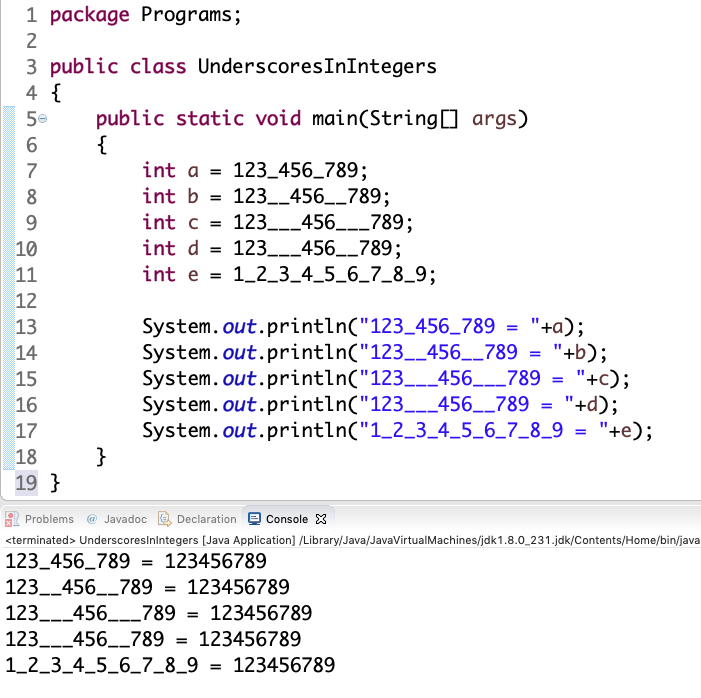 1 package Programs;
2
3 public class UnderscoresInIntegers
4 {
5 public static void main(String[] args)
6 {
7 int a = 123_456_789;
8 int b = 123__456__789;
9 int c = 123___456___789;
10 int d = 123___456__789;
11 int e = 1_2_3_4_5_6_7_8_9;
12
13 System.out.println("123_456_789 = "+a);
14 System.out.println("123__456__789 = "+b);
15 System.out.println("123___456___789 = "+c);
16 System.out.println("123___456__789 = "+d);
17 System.out.println("1_2_3_4_5_6_7_8_9 = "+e);
18 }
19 }
Problems @ Javadoc Declaration Console
<terminated> UnderscoresInIntegers [Java Application] /Library/Java/JavaVirtualMachines/jdk1.8.0_231.jdk/Contents/Home/bin/java
123_456_789 = 123456789
123__456__789 = 123456789
123___456___789 = 123456789
123___456__789 = 123456789
1_2_3_4_5_6_7_8_9 = 123456789